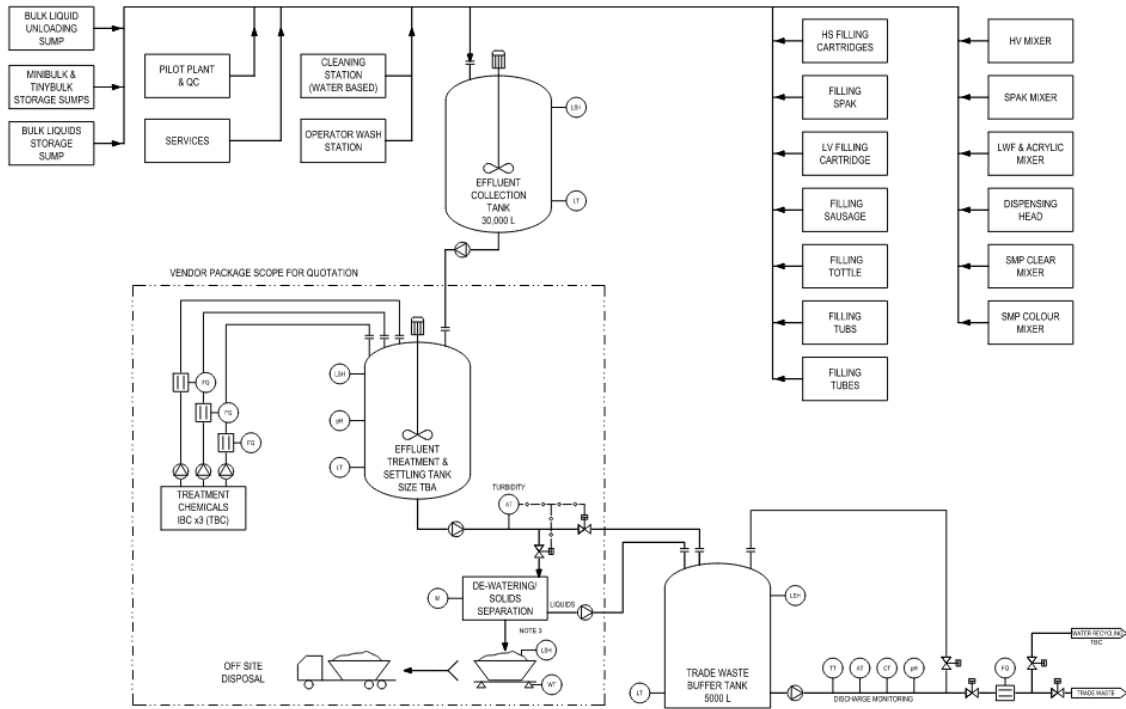 BULK LIQUID
UNLOADING
SUMP
MINIBULK &
TINYBULK
STORAGE SUMPS
BULK LIQUIDS
STORAGE
SUMP
PILOT PLANT
& QC
SERVICES
CLEANING
STATION
(WATER BASED)
OPERATOR WASH
STATION
LSH
LT
EFFLUENT
COLLECTION
TANK
30,000 L
HS FILLING
CARTRIDGES
FILLING
SPAK
LV FILLING
CARTRIDGE
FILLING
SAUSAGE
FILLING
TOTTLE
FILLING
TUBS
FILLING
TUBES
HV MIXER
SPAK MIXER
LWF & ACRYLIC
MIXER
DISPENSING
HEAD
SMP CLEAR
MIXER
SMP COLOUR
MIXER
VENDOR PACKAGE SCOPE FOR QUOTATION
FQ
FQ
FQ
TREATMENT
CHEMICALS
IBC x3 (TBC)
LSH
pH
LT
EFFLUENT
TREATMENT &
SETTLING TANK
SIZE TBA
TURBIDITY
AT
M
DE-WATERING/
SOLIDS
SEPARATION
LIQUIDS
NOTE 3
LSH
WT
OFF SITE
DISPOSAL
LSH
LT
TRADE WASTE
BUFFER TANK
5000 L
TT
AT
CT
pH
DISCHARGE MONITORING
FQ
WATER RECYCLING
TBC
TRADE WASTE